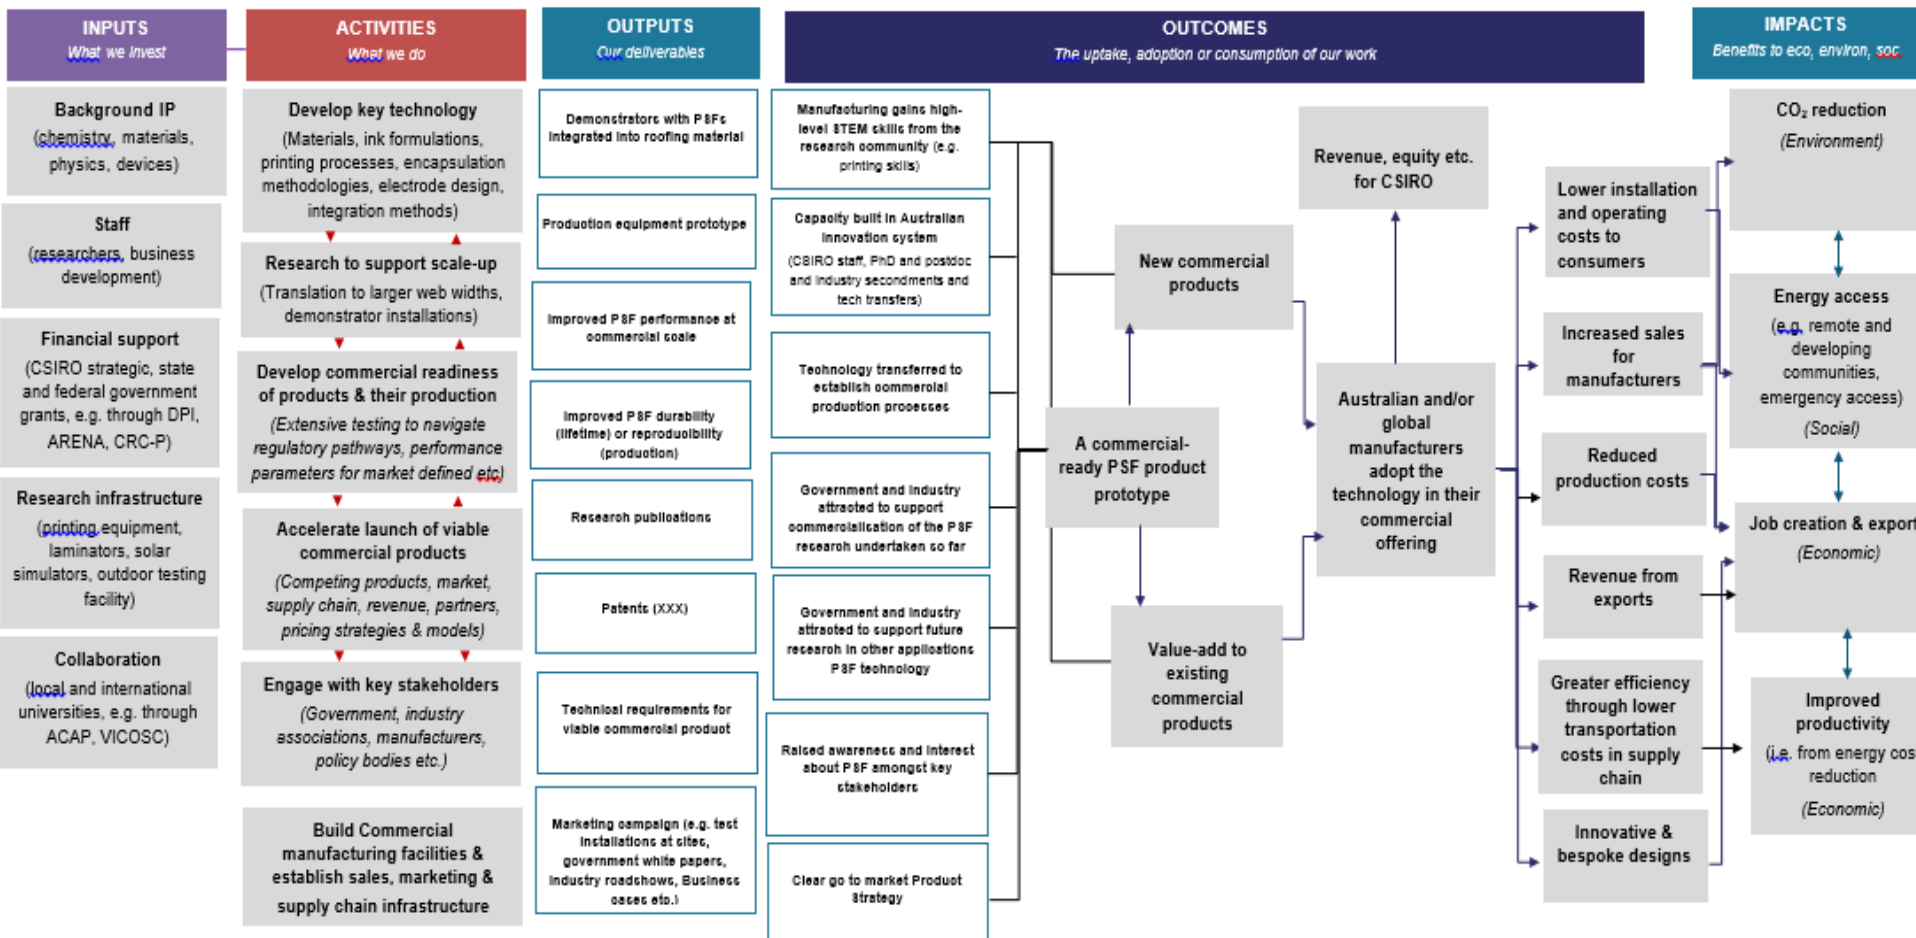 INPUTS
What we invest
ACTIVITIES
What we do
OUTPUTS
Our deliverables
OUTCOMES
The uptake, adoption or consumption of our work
IMPACTS
Benefits to eco, environ, soc
Background IP
(chemistry, materials,
physics, devices)
Staff
(researchers, business
development)
Financial support
(CSIRO strategic, state
and federal government
grants, e.g. through DPI,
ARENA, CRC-P)
Research infrastructure
(printing equipment,
laminators, solar
simulators, outdoor testing
facility)
Collaboration
(local and international
universities, e.g. through
ACAP, VICOSC)
Develop key technology
(Materials, ink formulations,
printing processes, encapsulation
methodologies, electrode design,
integration methods)
Research to support scale-up
(Translation to larger web widths,
demonstrator installations)
Develop commercial readiness
of products & their production
(Extensive testing to navigate
regulatory pathways, performance
parameters for market defined etc)
Accelerate launch of viable
commercial products
(Competing products, market,
supply chain, revenue, partners,
pricing strategies & models)
Engage with key stakeholders
(Government, industry
associations, manufacturers,
policy bodies etc.)
Build Commercial
manufacturing facilities &
establish sales, marketing &
supply chain infrastructure
Demonstrators with PSFs
integrated into roofing material
Production equipment prototype
Improved PSF performance at
commercial scale
Improved PSF durability
(lifetime) or reproducibility
(production)
Research publications
Patents (XXX)
Technical requirements for
viable commercial product
Marketing campaign (e.g. test
installations at sites,
government white papers,
industry roadshows, Business
cases etc.)
Manufacturing gains high-
level STEM skills from the
research community (e.g.
printing skills)
Capacity built in Australian
innovation system
(CSIRO staff, PhD and postdoc
and industry secondments and
tech transfers)
Technology transferred to
establish commercial
production processes
Government and industry
attracted to support
commercialisation of the PSF
research undertaken so far
Government and industry
attracted to support future
research in other applications
PSF technology
Raised awareness and interest
about PSF amongst key
stakeholders
Clear go to market Product
Strategy
New commercial
products
A commercial-
ready PSF product
prototype
Value-add to
existing
commercial
products
Revenue, equity etc.
for CSIRO
Australian and/or
global
manufacturers
adopt the
technology in their
commercial
offering
Lower installation
and operating
costs to
consumers
Increased sales
for
manufacturers
Reduced
production costs
Revenue from
exports
Greater efficiency
through lower
transportation
costs in supply
chain
Innovative &
bespoke designs
CO₂ reduction
(Environment)
Energy access
(e.g. remote and
developing
communities,
emergency access)
(Social)
Job creation & export
(Economic)
Improved
productivity
(i.e. from energy cos
reduction
(Economic)